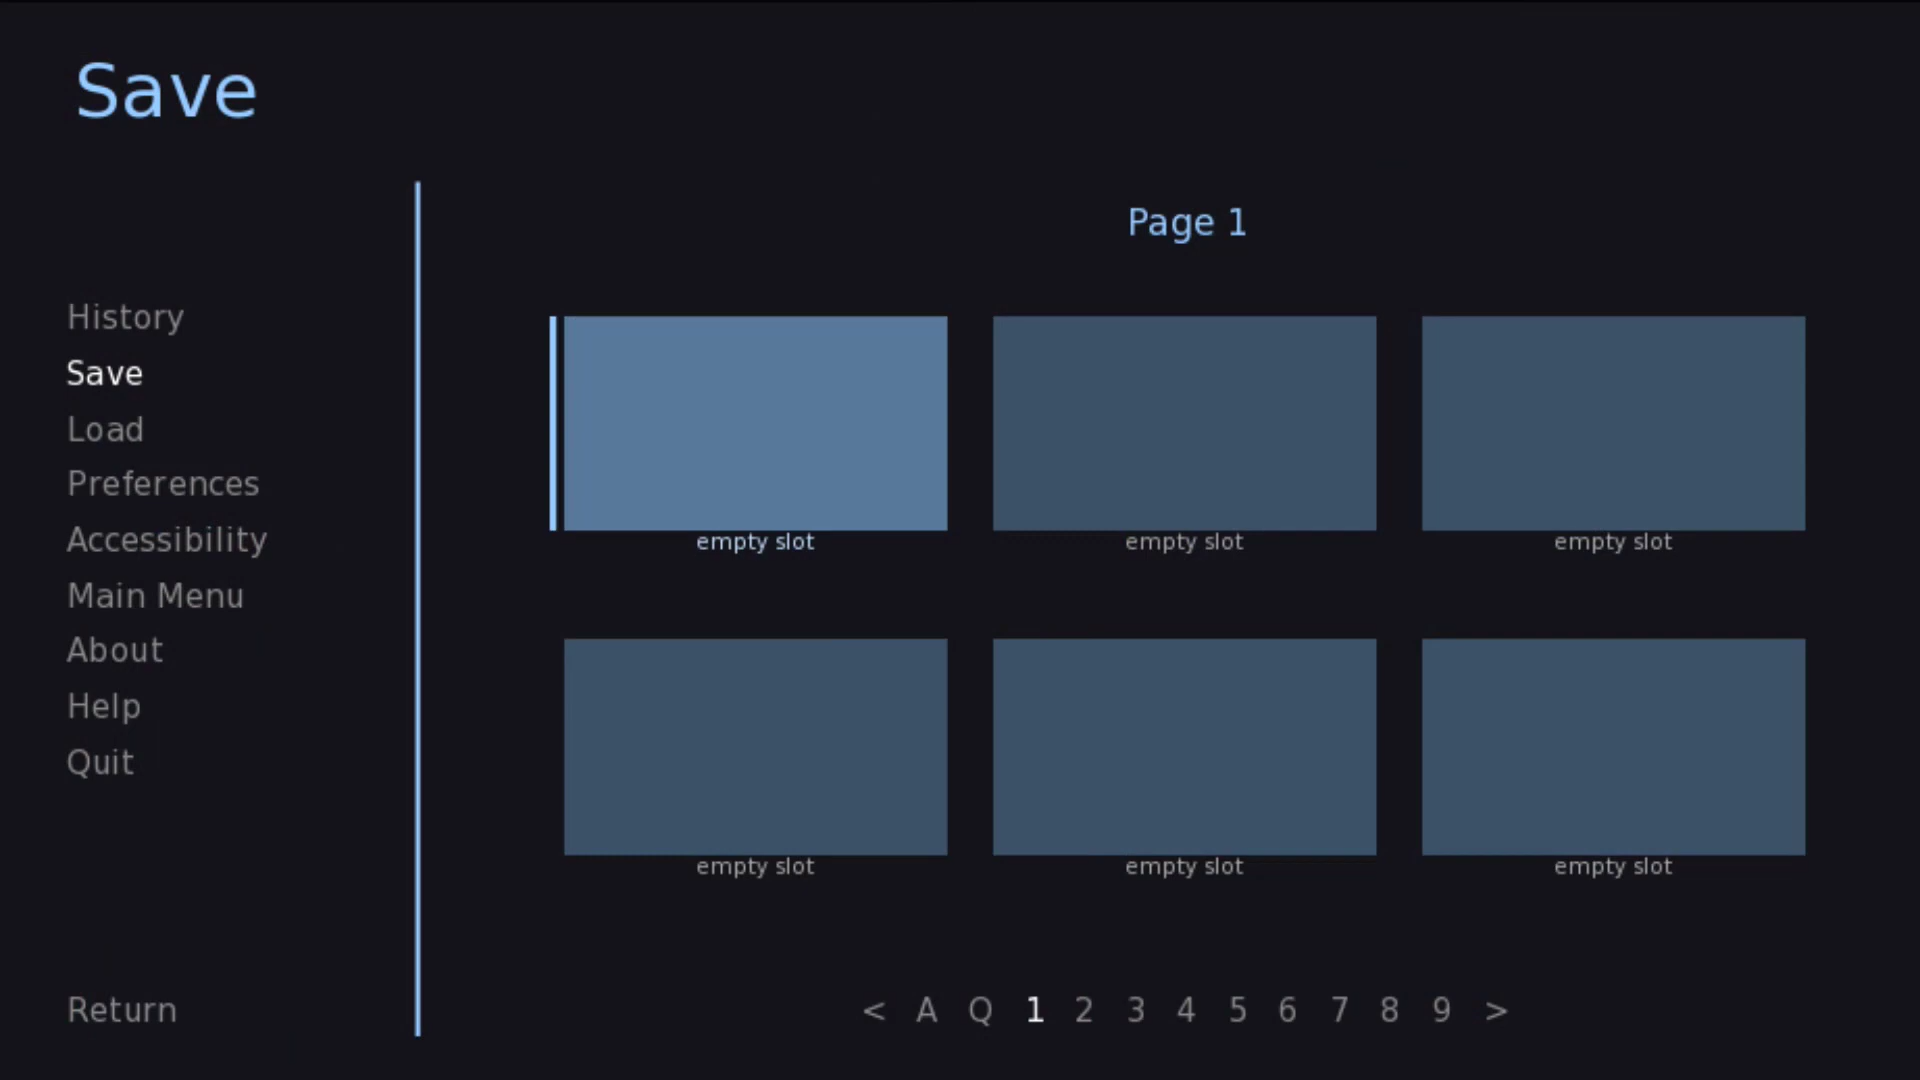 Save
Page 1
History
Save
Load
Preferences
Accessibility
Main Menu
About
Help
Quit
Return
empty slot
empty slot
empty slot
empty slot
empty slot
empty slot
< A Q 1 2 3 4 5 6 7 8 9 >